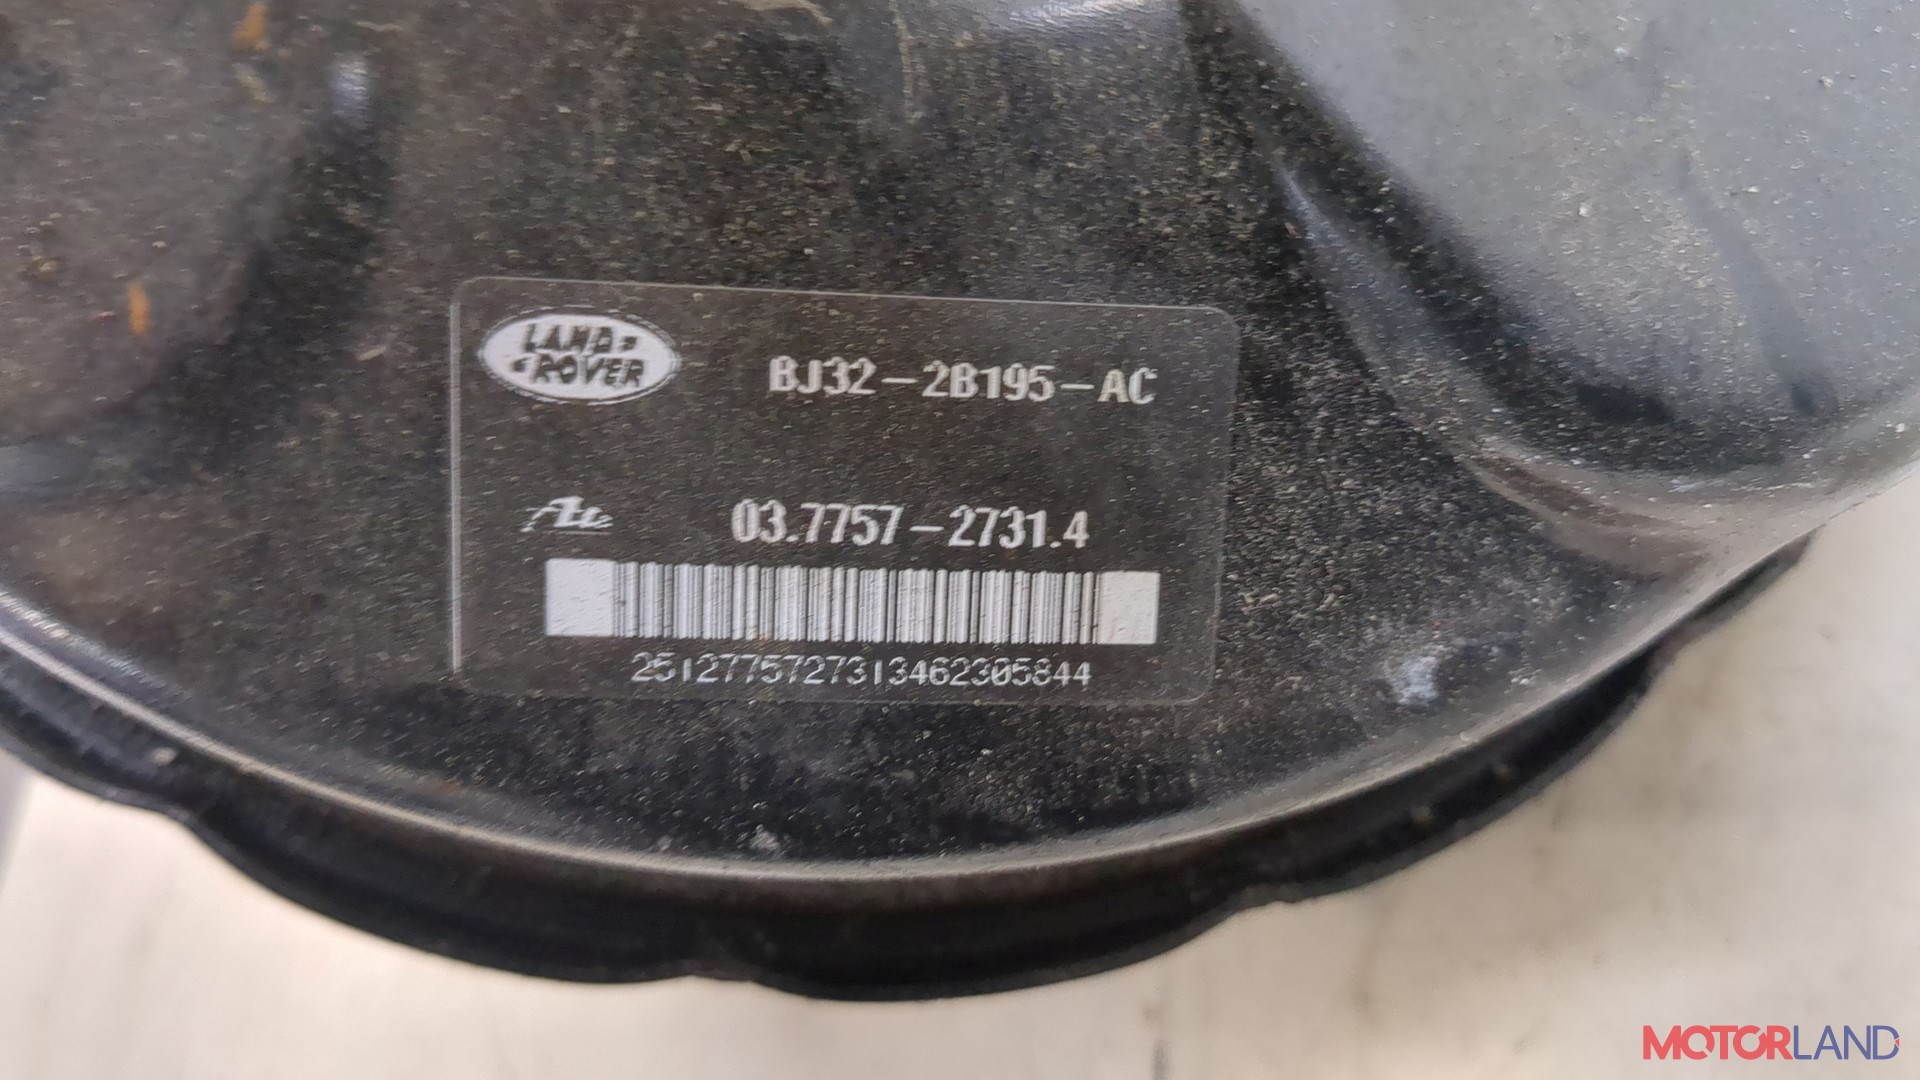 LAND-
-ROVER
BJ32-2B195-AC
Ate
03.7757-2731.4
2512775727313462305844
MOTORLAND